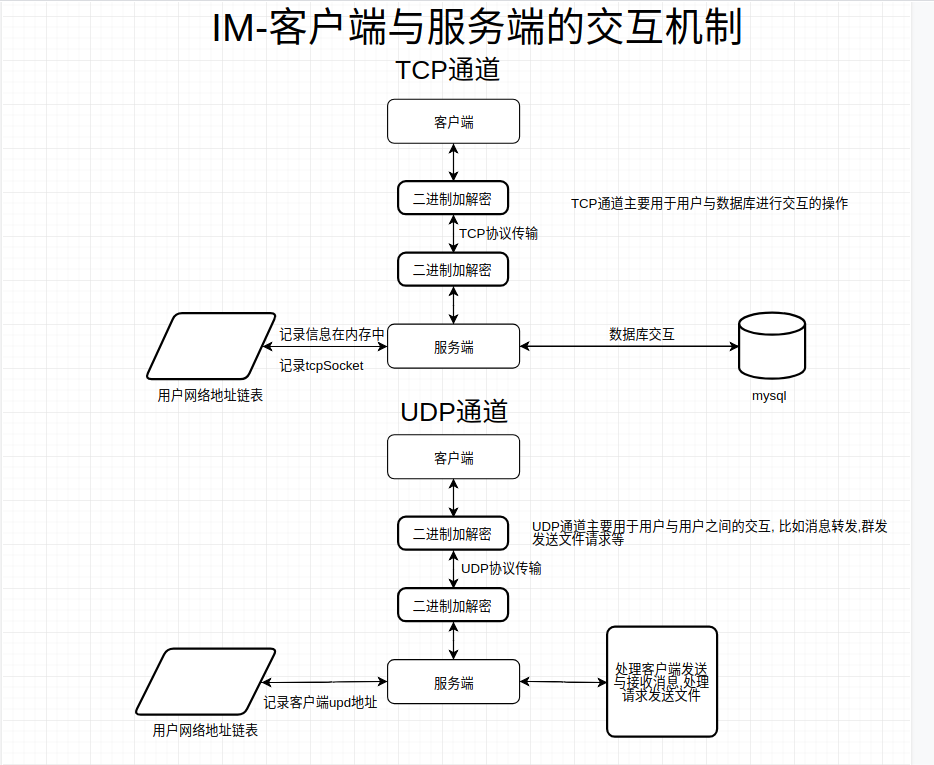 IM-客户端与服务端的交互机制
TCP通道
客户端
二进制加解密
TCP通道主要用于用户与数据库进行交互的操作
TCP协议传输
二进制加解密
记录信息在内存中
服务端
数据库交互
记录tcpSocket
用户网络地址链表
mysql
UDP通道
客户端
二进制加解密
UDP通道主要用于用户与用户之间的交互, 比如消息转发,群发
发送文件请求等
UDP协议传输
二进制加解密
服务端
处理客户端发送
与接收消息,处理
请求发送文件
记录客户端upd地址
用户网络地址链表